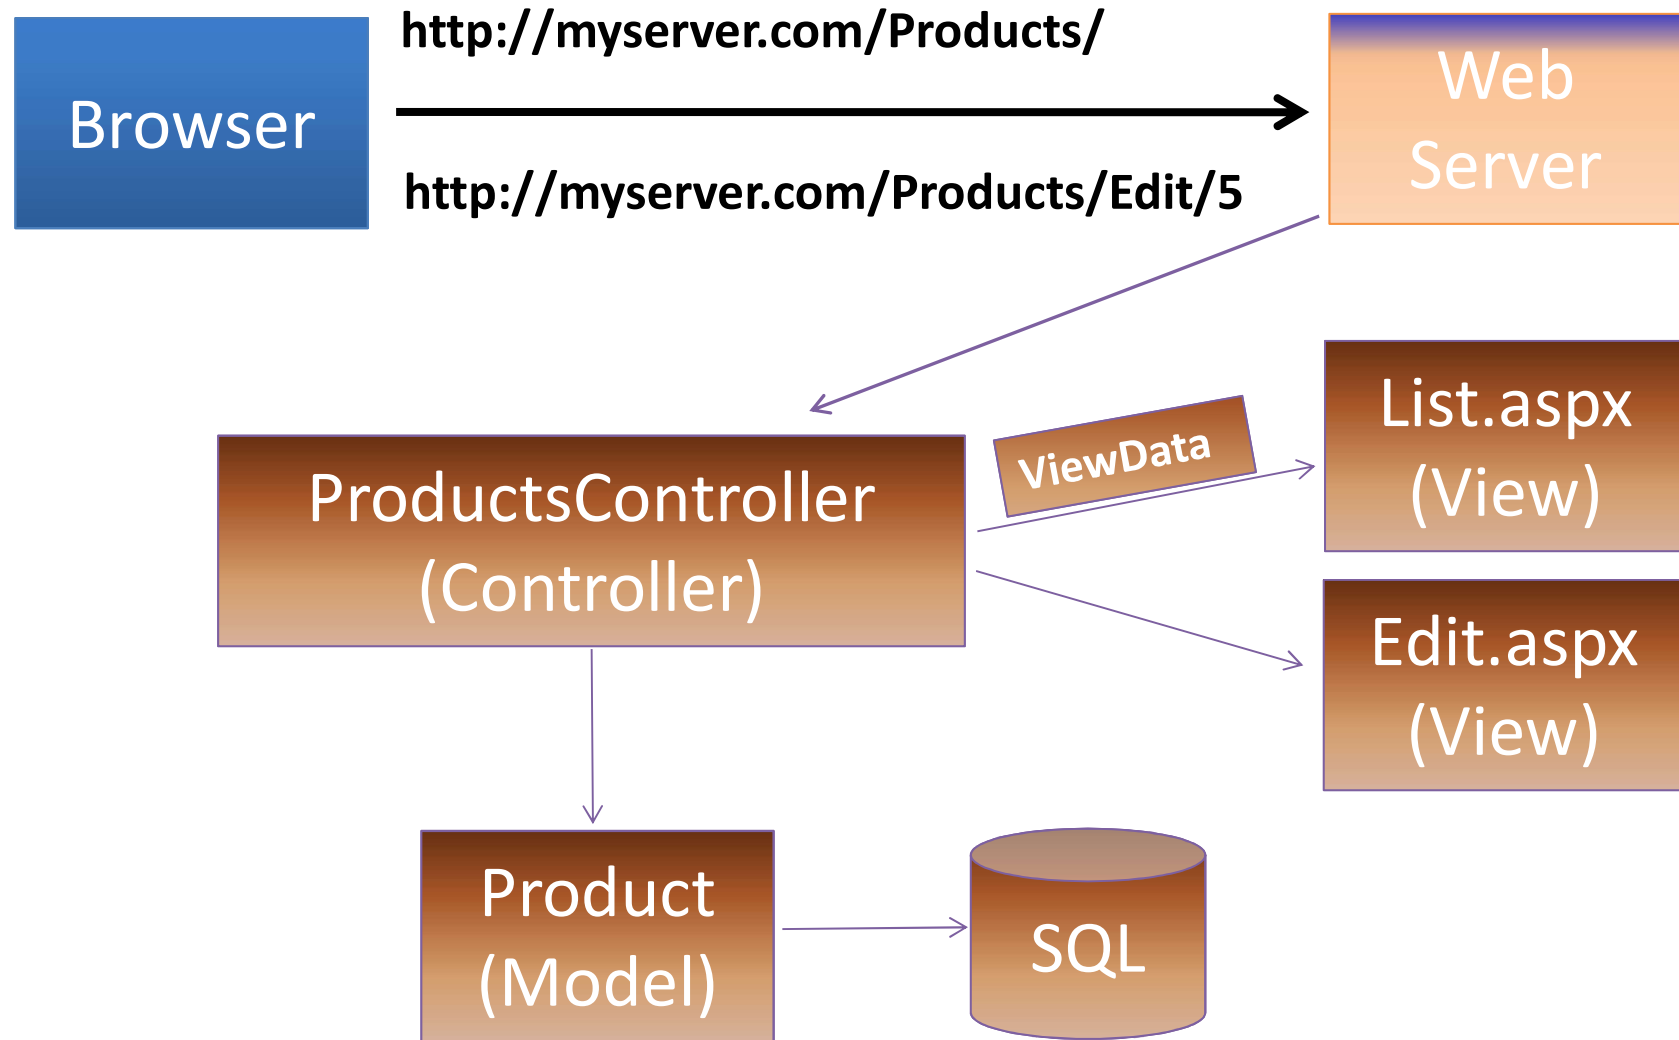 http://myserver.com/Products/
Browser
http://myserver.com/Products/Edit/5
Web
Server
ViewData
List.aspx
(View)
ProductsController
(Controller)
Edit.aspx
(View)
Product
(Model)
SQL